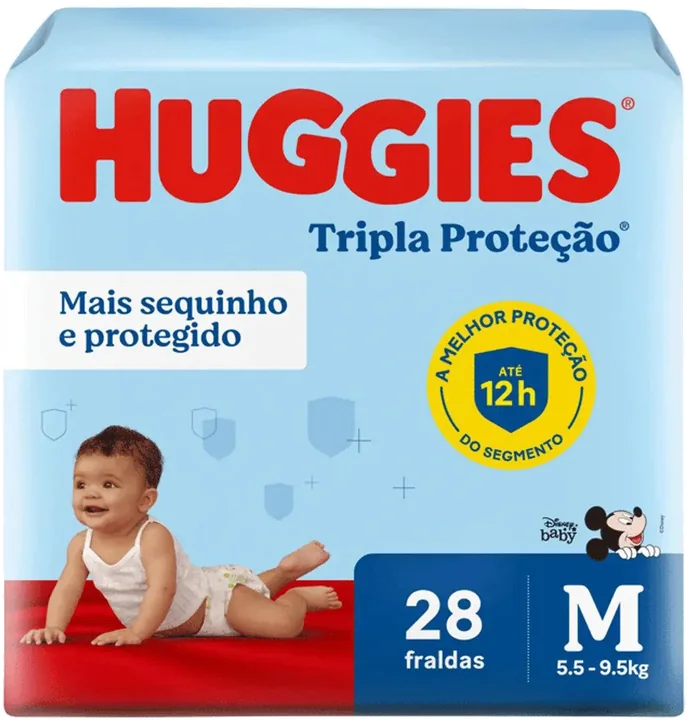 HUGGIES®
Tripla Proteção®
Mais sequinho
e protegido
A MELHOR PROTEÇÃO
ATÉ
12h
DO SEGMENTO
Disney
baby
©Disney
28
fraldas
M
5.5 - 9.5kg